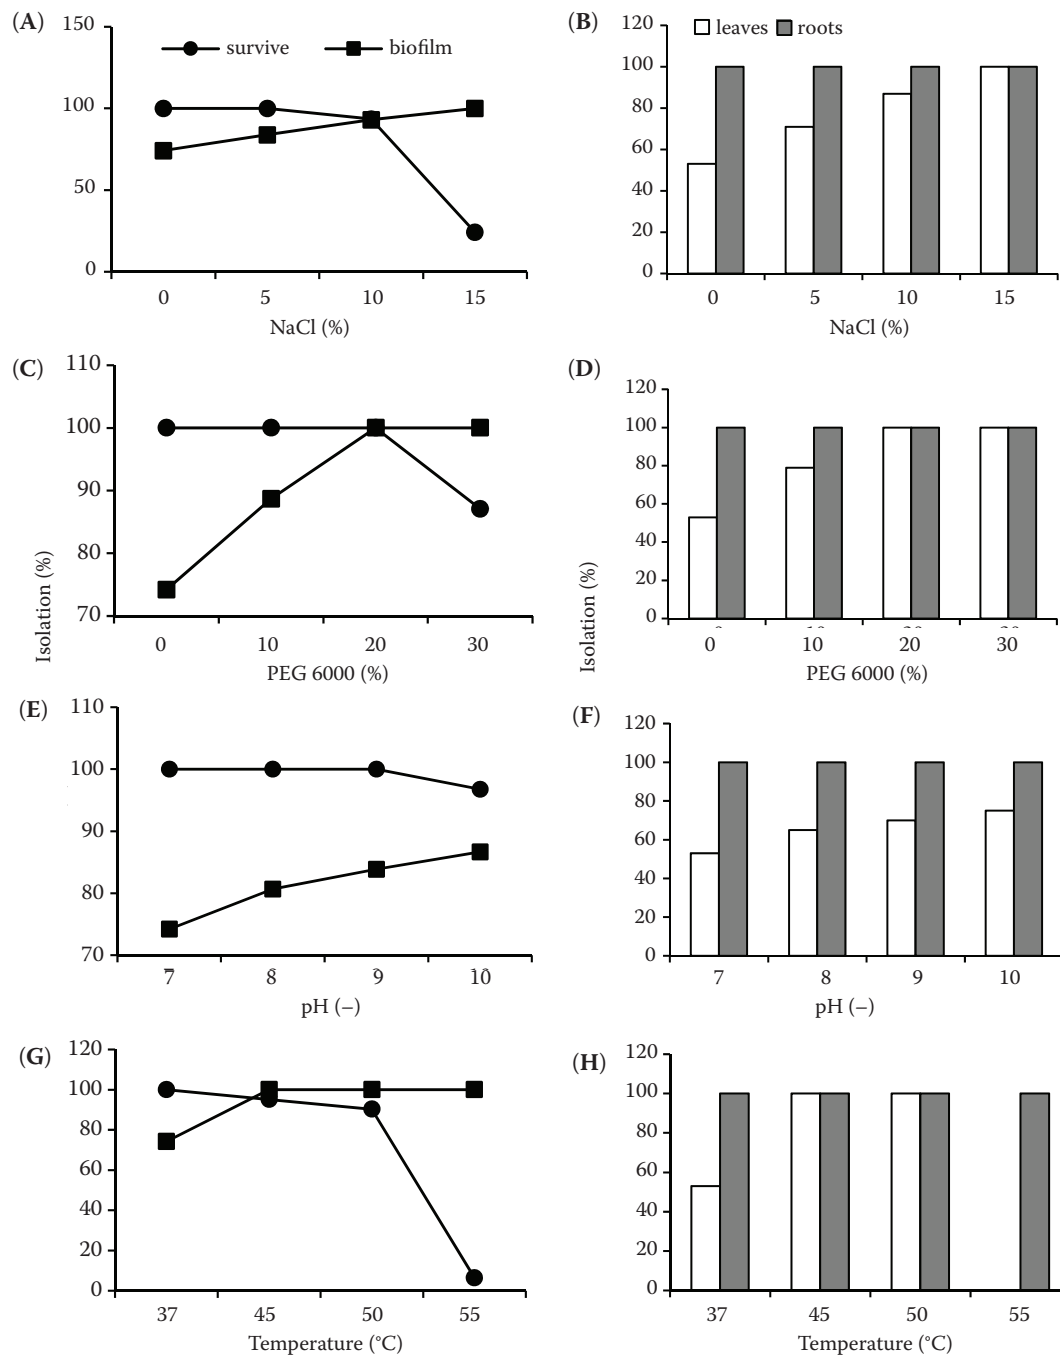 (A)
150
100
50
0
survive
biofilm
0 5 10 15
NaCl (%)
(B)
120
100
80
60
40
20
0
leaves roots
0 5 10 15
NaCl (%)
(C)
110
100
90
80
70
0 10 20 30
PEG 6000 (%)
(D)
120
100
80
60
40
20
0
0 10 20 30
PEG 6000 (%)
Isolation (%)
Isolation (%)
(E)
110
100
90
80
70
7 8 9 10
pH (–)
(F)
120
100
80
60
40
20
0
7 8 9 10
pH (–)
(G)
120
100
80
60
40
20
0
37 45 50 55
Temperature (°C)
(H)
120
100
80
60
40
20
0
37 45 50 55
Temperature (°C)